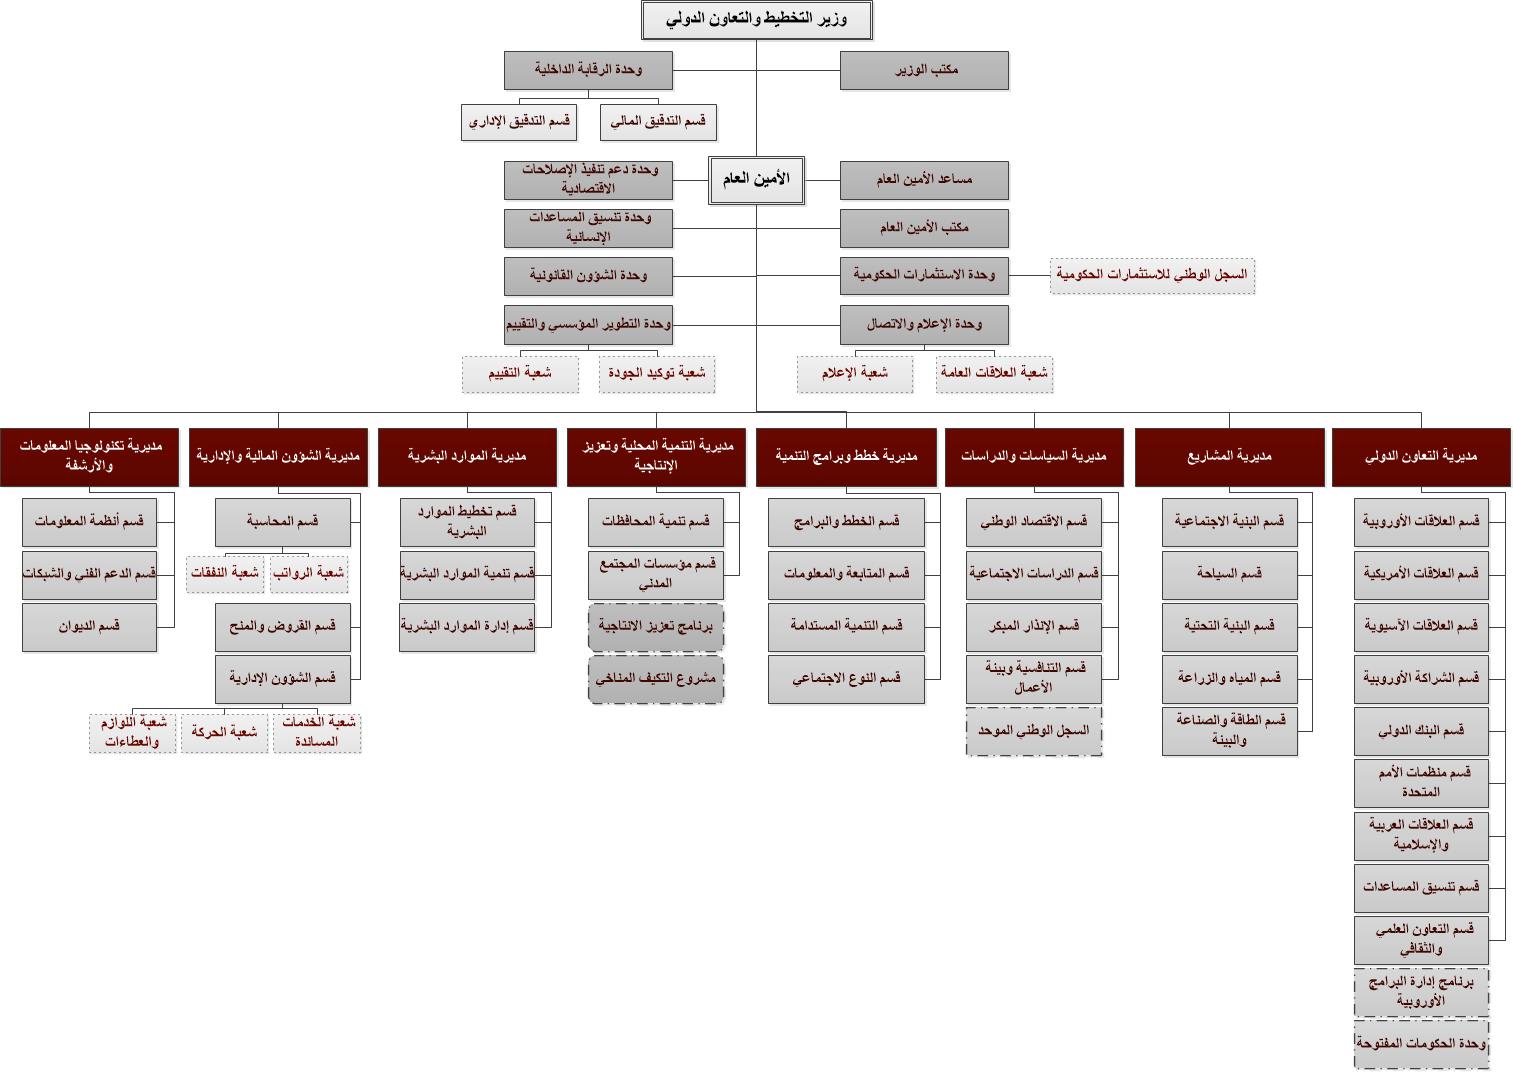 وزير التخطيط والتعاون الدولي
مكتب الوزير
وحدة الرقابة الداخلية
قسم التدقيق المالي
قسم التدقيق الإداري
الأمين العام
مساعد الأمين العام
وحدة دعم تنفيذ الإصلاحات
الاقتصادية
مكتب الأمين العام
وحدة تنسيق المساعدات
الإنسانية
السجل الوطني للاستثمارات الحكومية
وحدة الاستثمارات الحكومية
وحدة الشؤون القانونية
وحدة الإعلام والاتصال
وحدة التطوير المؤسسي والتقييم
شعبة العلاقات العامة
شعبة الإعلام
شعبة توكيد الجودة
شعبة التقييم
مديرية التعاون الدولي
قسم العلاقات الأوروبية
قسم العلاقات الأمريكية
قسم العلاقات الآسيوية
قسم الشراكة الأوروبية
قسم البنك الدولي
قسم منظمات الأمم
المتحدة
قسم العلاقات العربية
والإسلامية
قسم تنسيق المساعدات
قسم التعاون العلمي
والثقافي
برنامج إدارة البرامج
الأوروبية
وحدة الحكومات المفتوحة
مديرية المشاريع
قسم البنية الاجتماعية
قسم السياحة
قسم البنية التحتية
قسم المياه والزراعة
قسم الطاقة والصناعة
والبيئة
مديرية السياسات والدراسات
قسم الاقتصاد الوطني
قسم الدراسات الاجتماعية
قسم الإنذار المبكر
قسم التنافسية وبيئة
الأعمال
السجل الوطني الموحد
مديرية خطط وبرامج التنمية
قسم الخطط والبرامج
قسم المتابعة والمعلومات
قسم التنمية المستدامة
قسم النوع الاجتماعي
مديرية التنمية المحلية وتعزيز
الإنتاجية
قسم تنمية المحافظات
قسم مؤسسات المجتمع
المدني
برنامج تعزيز الانتاجية
مشروع التكيف المناخي
مديرية الموارد البشرية
قسم تخطيط الموارد
البشرية
قسم تنمية الموارد البشرية
قسم إدارة الموارد البشرية
مديرية الشؤون المالية والإدارية
قسم المحاسبة
شعبة الرواتب
شعبة النفقات
قسم القروض والمنح
قسم الشؤون الإدارية
شعبة الخدمات
المساندة
شعبة الحركة
شعبة اللوازم
والعطاءات
مديرية تكنولوجيا المعلومات
والأرشفة
قسم أنظمة المعلومات
قسم الدعم الفني والشبكات
قسم الديوان